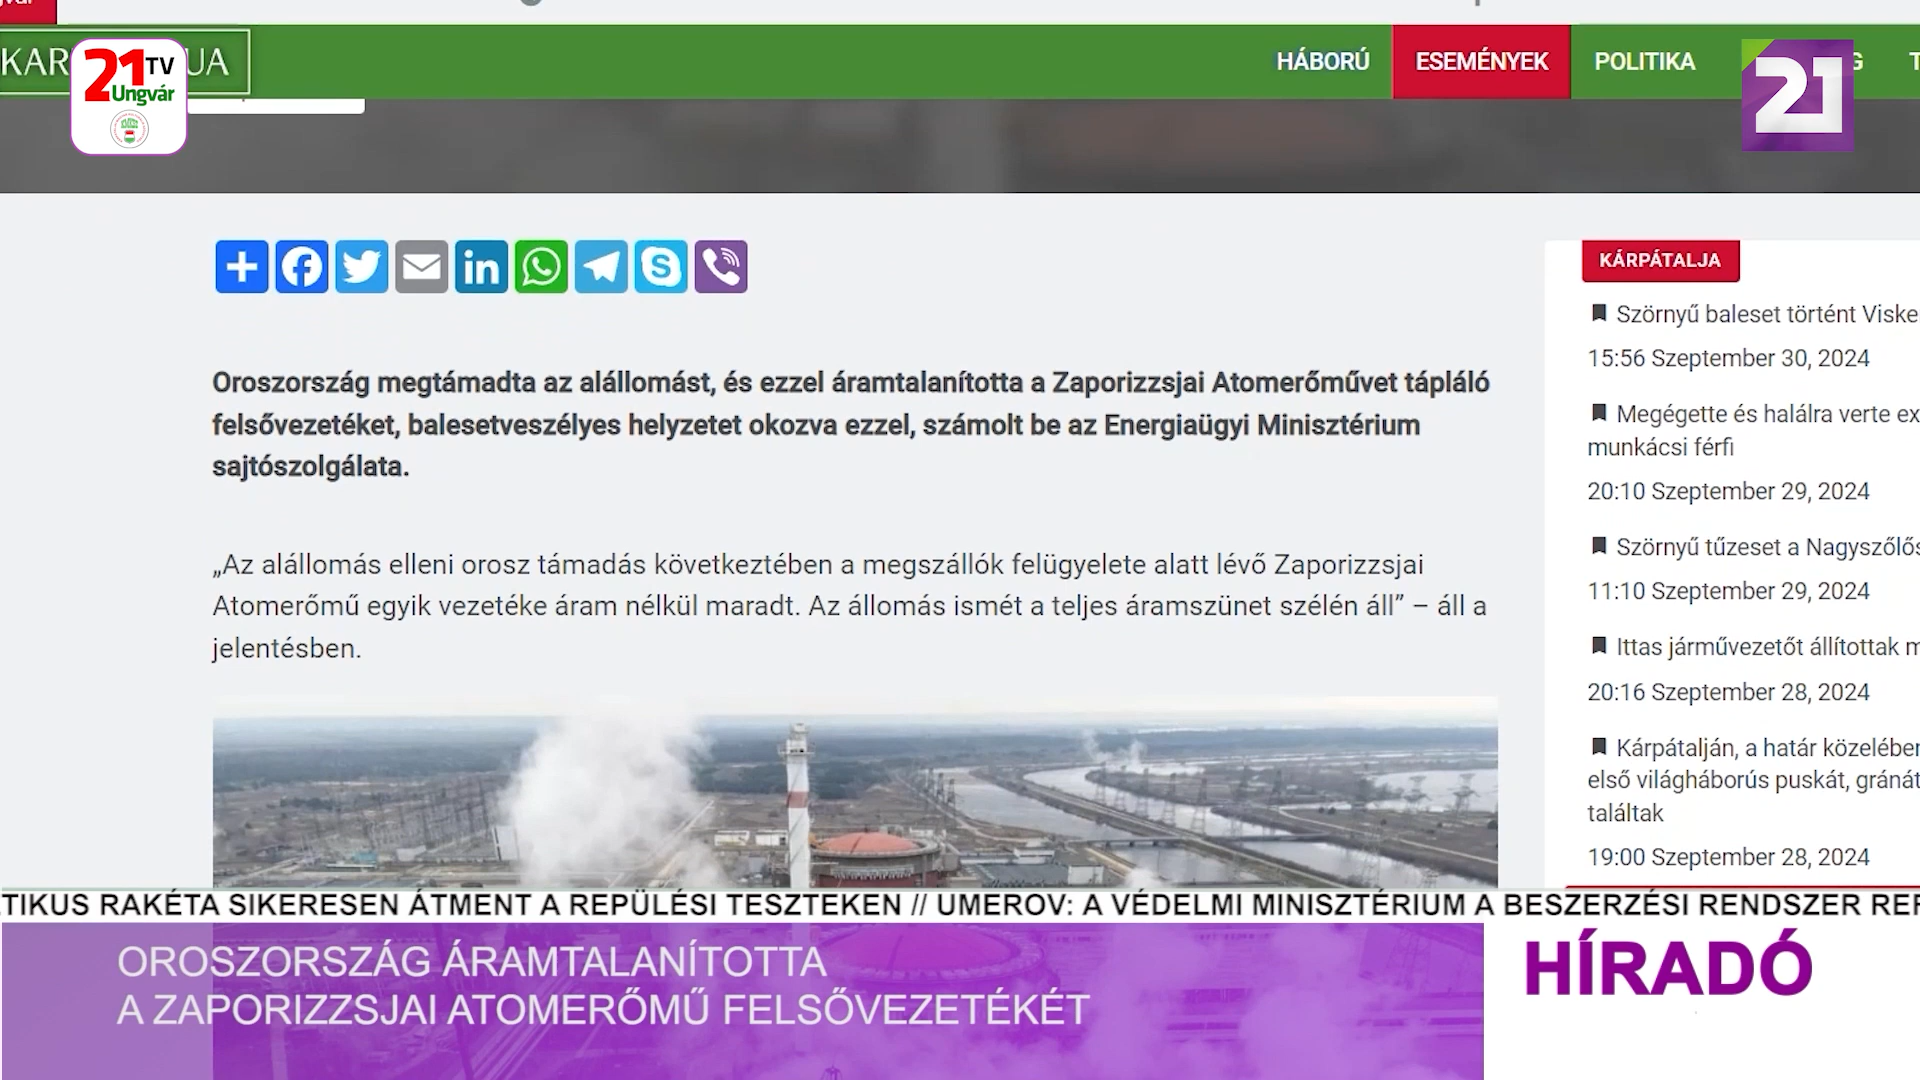 KAR
UA
21 TV
Ungvár
HÁBORÚ
ESEMÉNYEK
POLITIKA
21
KÁRPÁTALJA
Oroszország megtámadta az alállomást, és ezzel áramtalanította a Zaporizzsjai Atomerőművet tápláló
felsővezetéket, balesetveszélyes helyzetet okozva ezzel, számolt be az Energiaügyi Minisztérium
sajtószolgálata.
„Az alállomás elleni orosz támadás következtében a megszállók felügyelete alatt lévő Zaporizzsjai
Atomerőmű egyik vezetéke áram nélkül maradt. Az állomás ismét a teljes áramszünet szélén áll” – áll a
jelentésben.
Szörnyű baleset történt Viske
15:56 Szeptember 30, 2024
Megégette és halálra verte ex
munkácsi férfi
20:10 Szeptember 29, 2024
Szörnyű tűzeset a Nagyszőlős
11:10 Szeptember 29, 2024
Ittas járművezetőt állítottak m
20:16 Szeptember 28, 2024
Kárpátalján, a határ közelében
első világháborús puskát, gránát
találtak
19:00 Szeptember 28, 2024
TIKUS RAKÉTA SIKERESEN ÁTMENT A REPÜLÉSI TESZTEKEN // UMEROV: A VÉDELMI MINISZTÉRIUM A BESZERZÉSI RENDSZER REF
OROSZORSZÁG ÁRAMTALANÍTOTTA
A ZAPORIZZSJAI ATOMERŐMŰ FELSŐVEZETÉKÉT
HÍRADÓ